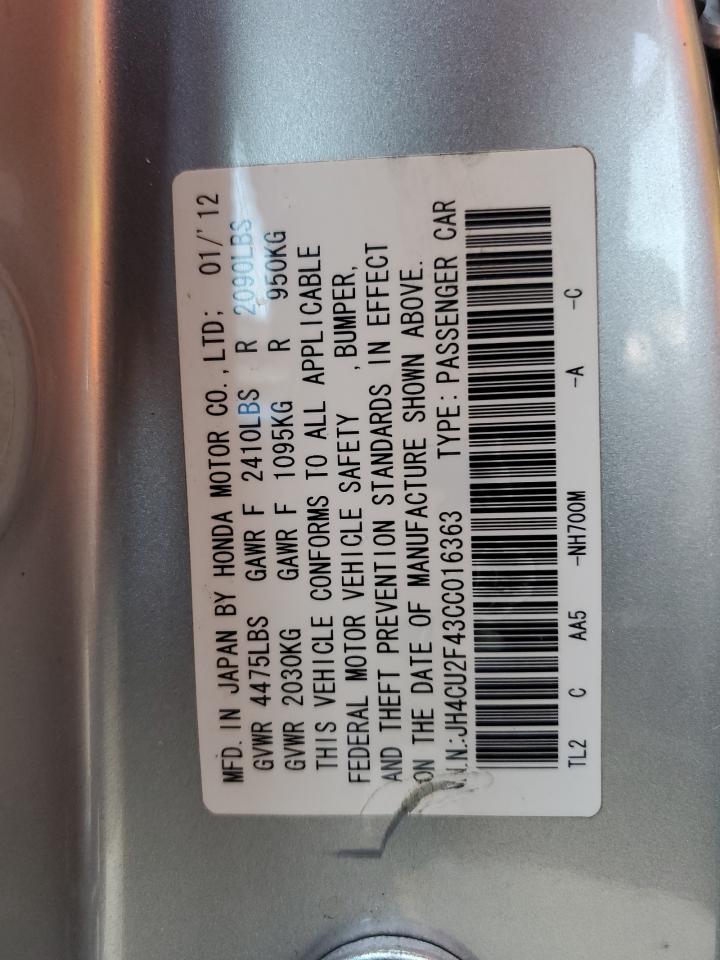 MFD. IN JAPAN BY HONDA MOTOR CO.,LTD; 01/'12
GVWR 4475LBS GAWR F 2410LBS R 2090LBS
GVWR 2030KG GAWR F 1095KG R 950KG
THIS VEHICLE CONFORMS TO ALL APPLICABLE
FEDERAL MOTOR VEHICLE SAFETY ,BUMPER,
AND THEFT PREVENTION STANDARDS IN EFFECT
ON THE DATE OF MANUFACTURE SHOWN ABOVE.
V.I.N.:JH4CU2F43CC016363 TYPE:PASSENGER CAR
TL2 C AA5 -NH700M -A -C